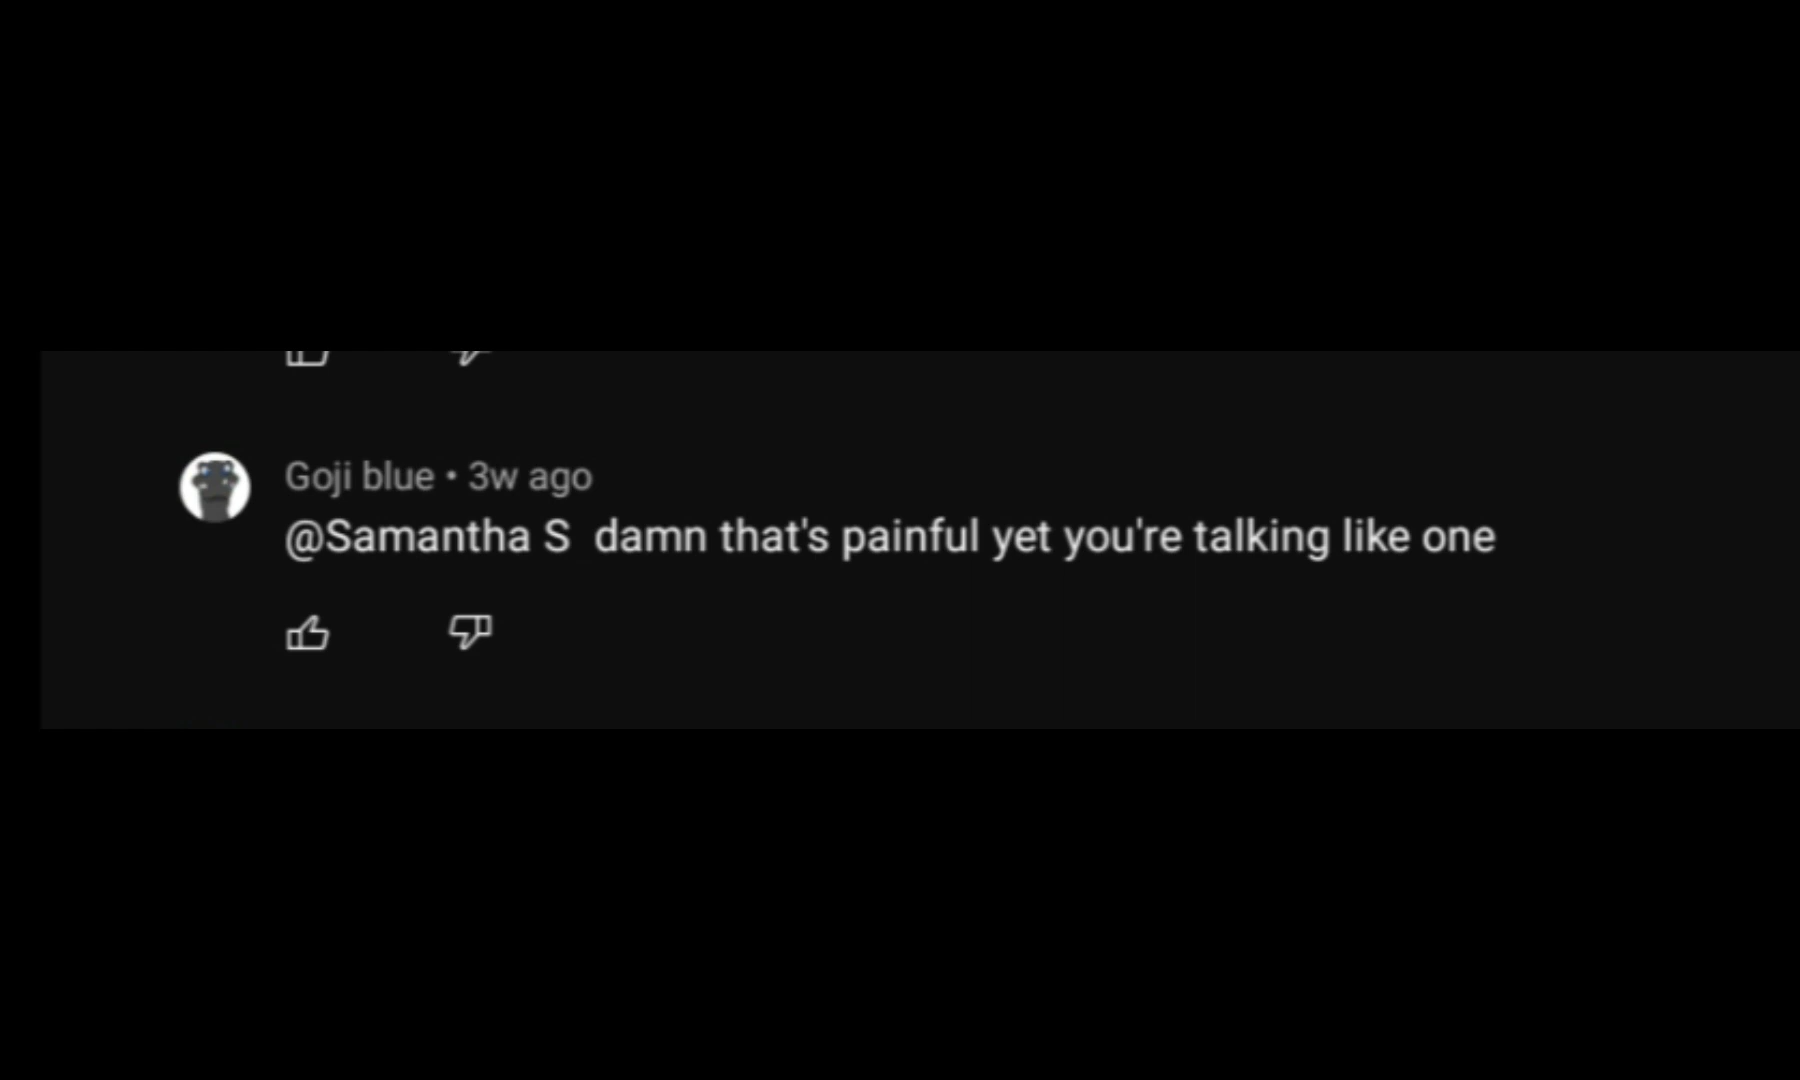 Goji blue • 3w ago
@Samantha S  damn that's painful yet you're talking like one